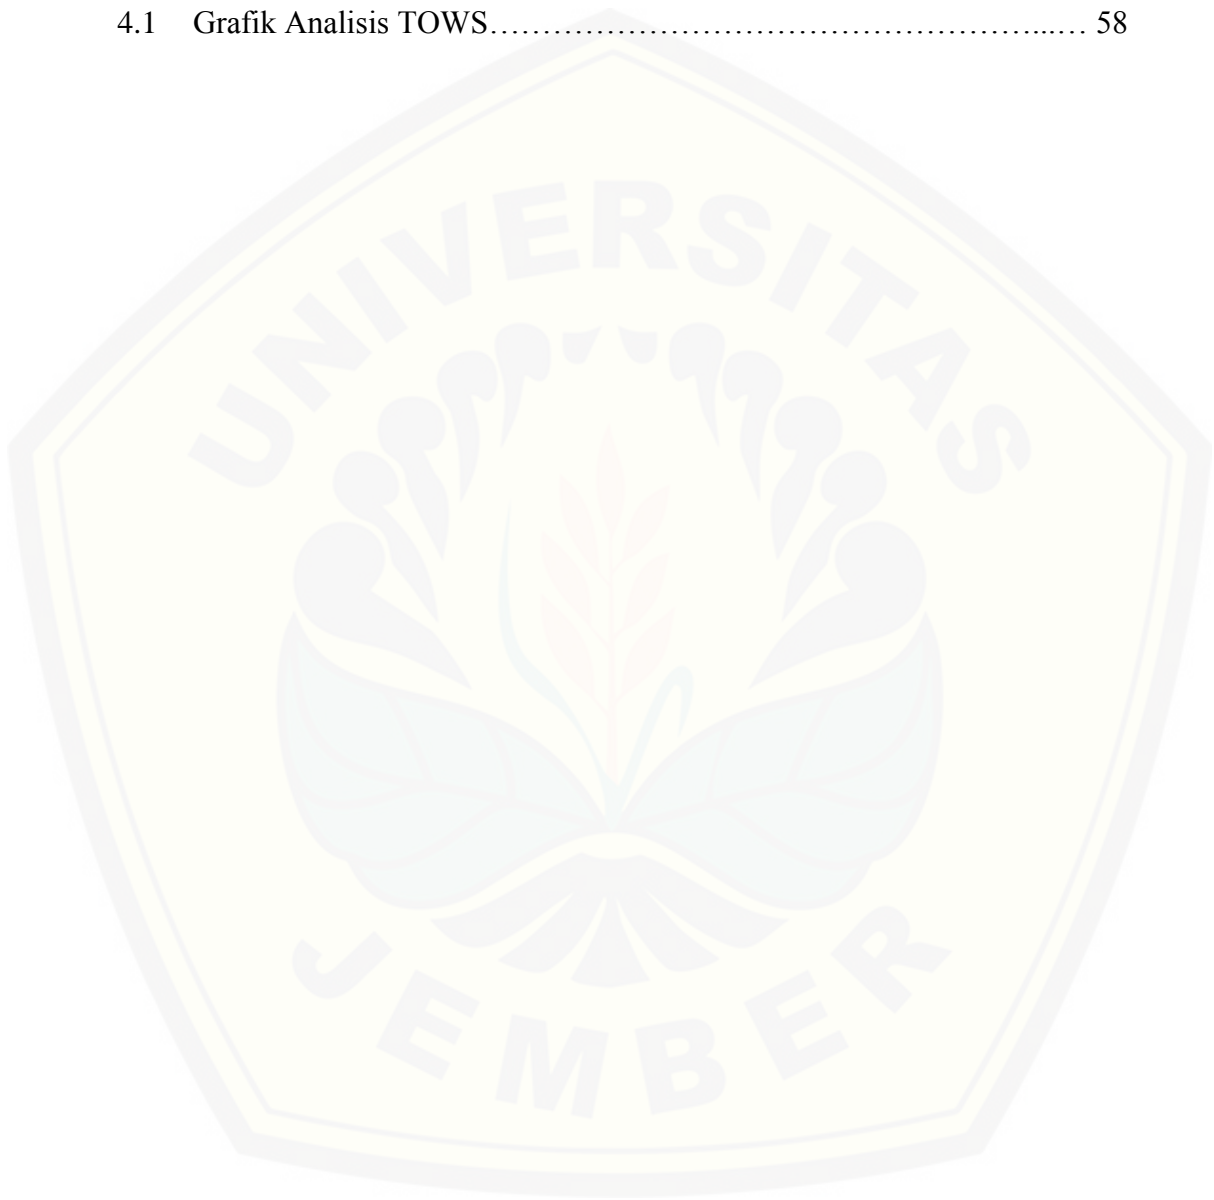 4.1 Grafik Analisis TOWS……………………………………………...… 58
UNIVERSITAS
JEMBER